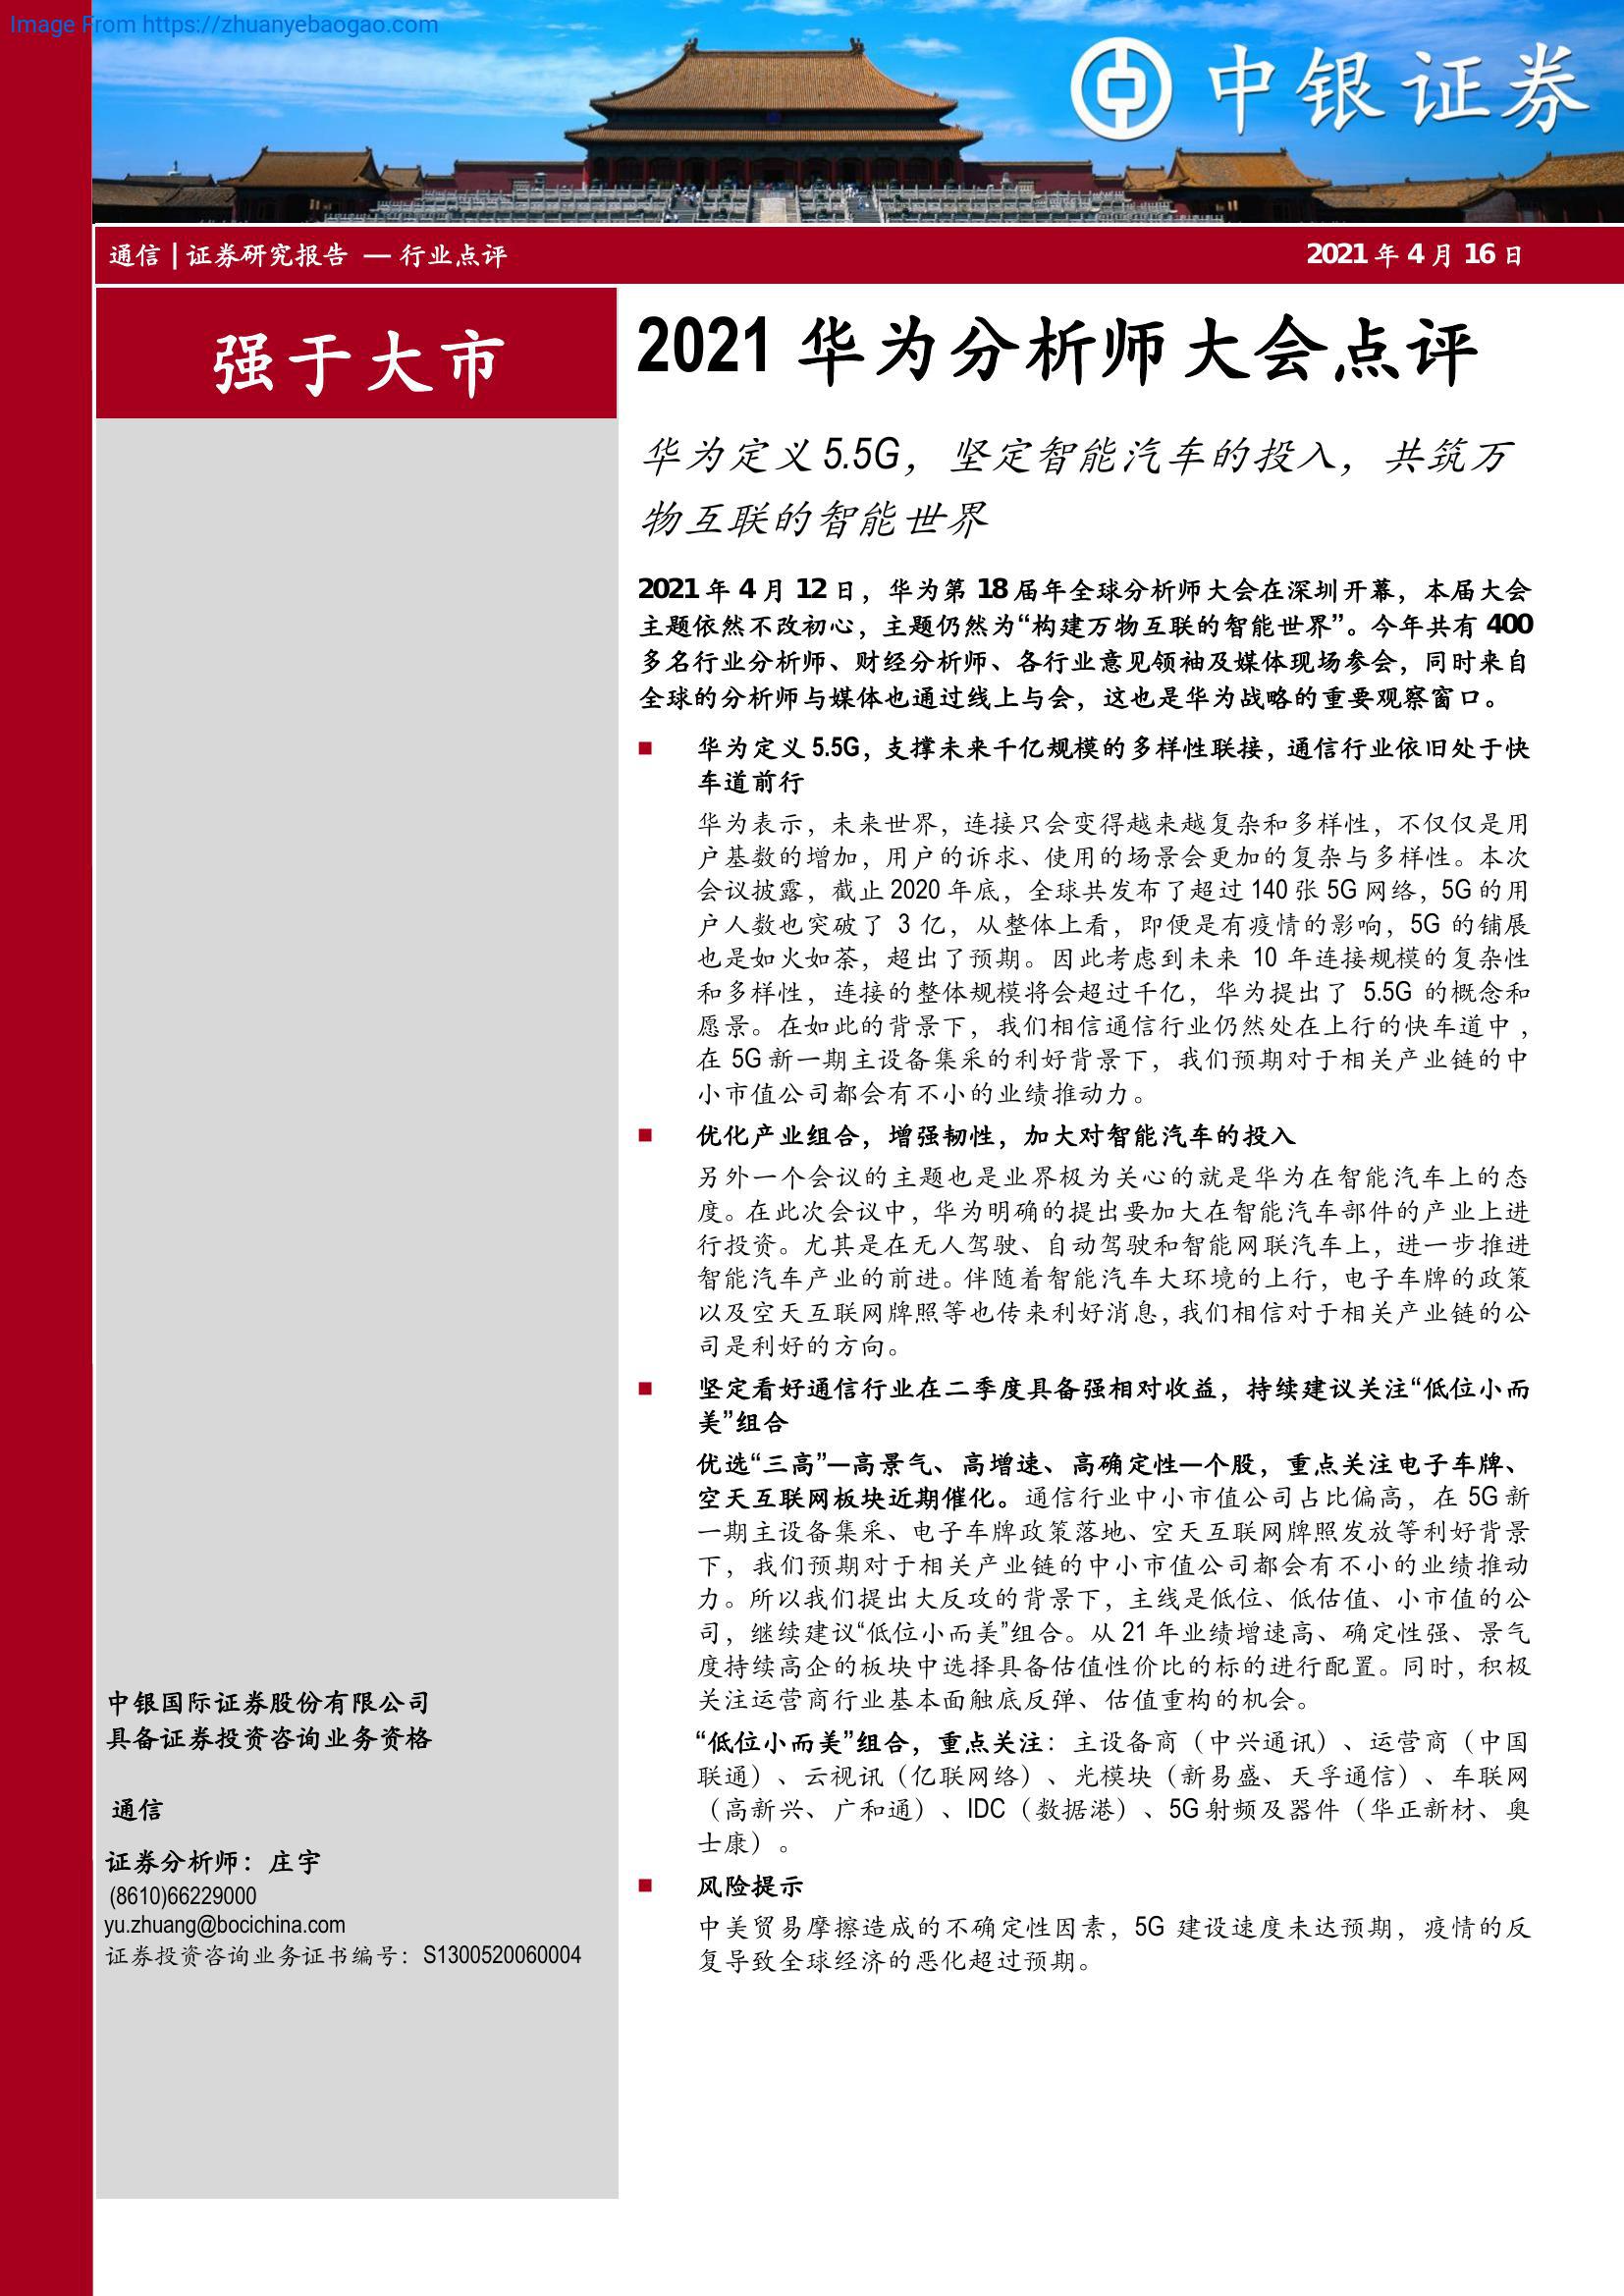 Image From https://zhuanyebaogao.com
中银证券
通信 | 证券研究报告 — 行业点评
2021 年 4 月 16 日
强于大市
2021 华为分析师大会点评
华为定义 5.5G，坚定智能汽车的投入，共筑万
物互联的智能世界
2021 年 4 月 12 日，华为第 18 届年全球分析师大会在深圳开幕，本届大会
主题依然不改初心，主题仍然为“构建万物互联的智能世界”。今年共有 400
多名行业分析师、财经分析师、各行业意见领袖及媒体现场参会，同时来自
全球的分析师与媒体也通过线上与会，这也是华为战略的重要观察窗口。
■ 华为定义 5.5G，支撑未来千亿规模的多样性联接，通信行业依旧处于快
车道前行
华为表示，未来世界，连接只会变得越来越复杂和多样性，不仅仅是用
户基数的增加，用户的诉求、使用的场景会更加的复杂与多样性。本次
会议披露，截止 2020 年底，全球共发布了超过 140 张 5G 网络，5G 的用
户人数也突破了 3 亿，从整体上看，即便是有疫情的影响，5G 的铺展
也是如火如荼，超出了预期。因此考虑到未来 10 年连接规模的复杂性
和多样性，连接的整体规模将会超过千亿，华为提出了 5.5G 的概念和
愿景。在如此的背景下，我们相信通信行业仍然处在上行的快车道中，
在 5G 新一期主设备集采的利好背景下，我们预期对于相关产业链的中
小市值公司都会有不小的业绩推动力。
■ 优化产业组合，增强韧性，加大对智能汽车的投入
另外一个会议的主题也是业界极为关心的就是华为在智能汽车上的态
度。在此次会议中，华为明确的提出要加大在智能汽车部件的产业上进
行投资。尤其是在无人驾驶、自动驾驶和智能网联汽车上，进一步推进
智能汽车产业的前进。伴随着智能汽车大环境的上行，电子车牌的政策
以及空天互联网牌照等也传来利好消息，我们相信对于相关产业链的公
司是利好的方向。
■ 坚定看好通信行业在二季度具备强相对收益，持续建议关注“低位小而
美”组合
优选“三高”—高景气、高增速、高确定性—个股，重点关注电子车牌、
空天互联网板块近期催化。通信行业中小市值公司占比偏高，在 5G 新
一期主设备集采、电子车牌政策落地、空天互联网牌照发放等利好背景
下，我们预期对于相关产业链的中小市值公司都会有不小的业绩推动
力。所以我们提出大反攻的背景下，主线是低位、低估值、小市值的公
司，继续建议“低位小而美”组合。从 21 年业绩增速高、确定性强、景气
度持续高企的板块中选择具备估值性价比的标的进行配置。同时，积极
关注运营商行业基本面触底反弹、估值重构的机会。
“低位小而美”组合，重点关注：主设备商（中兴通讯）、运营商（中国
联通）、云视讯（亿联网络）、光模块（新易盛、天孚通信）、车联网
（高新兴、广和通）、IDC（数据港）、5G 射频及器件（华正新材、奥
士康）。
■ 风险提示
中美贸易摩擦造成的不确定性因素，5G 建设速度未达预期，疫情的反
复导致全球经济的恶化超过预期。
中银国际证券股份有限公司
具备证券投资咨询业务资格
通信
证券分析师：庄宇
(8610)66229000
yu.zhuang@bocichina.com
证券投资咨询业务证书编号：S1300520060004